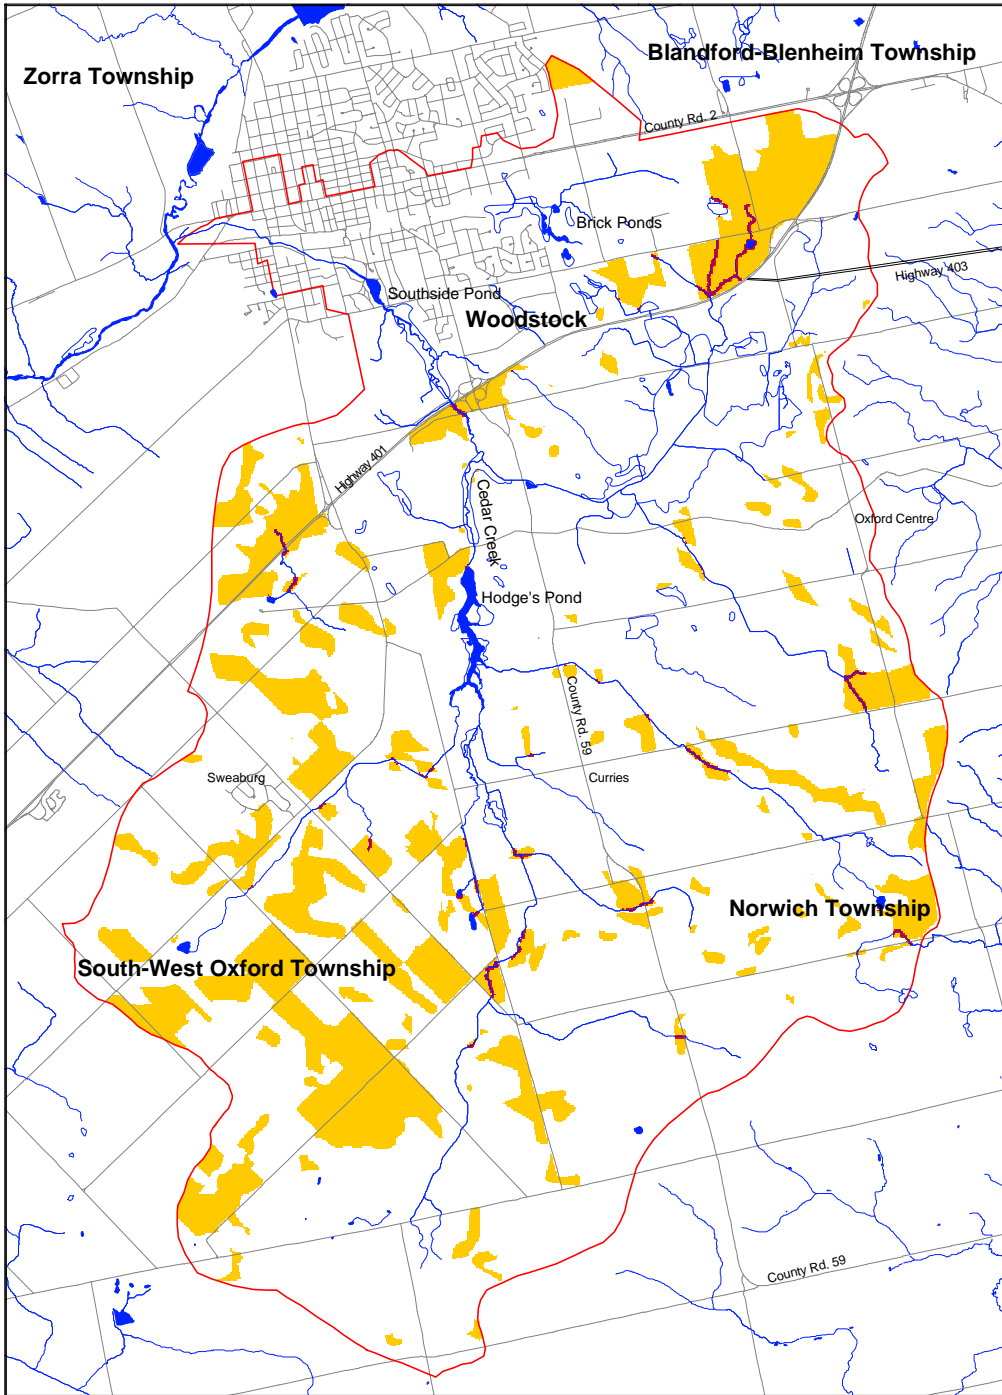 Blandford-Blenheim Township
Zorra Township
County Rd. 2
Brick Ponds
Highway 403
Southside Pond
Woodstock
Highway 401
Cedar Creek
Oxford Centre
Hodge's Pond
County Rd. 59
Sweaburg
Curries
Norwich Township
South-West Oxford Township
County Rd. 59